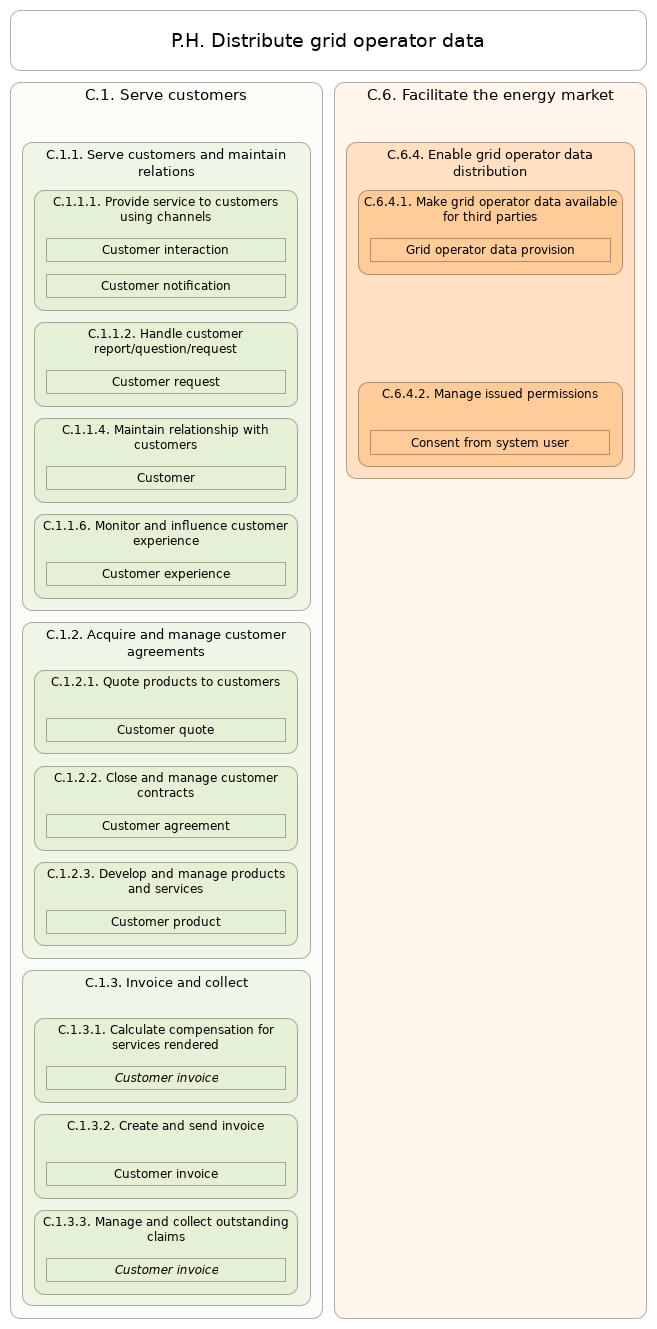 P.H. Distribute grid operator data
C.1. Serve customers
C.1.1. Serve customers and maintain
relations
C.1.1.1. Provide service to customers
using channels
Customer interaction
Customer notification
C.1.1.2. Handle customer
report/question/request
Customer request
C.1.1.4. Maintain relationship with
customers
Customer
C.1.1.6. Monitor and influence customer
experience
Customer experience
C.1.2. Acquire and manage customer
agreements
C.1.2.1. Quote products to customers
Customer quote
C.1.2.2. Close and manage customer
contracts
Customer agreement
C.1.2.3. Develop and manage products
and services
Customer product
C.1.3. Invoice and collect
C.1.3.1. Calculate compensation for
services rendered
Customer invoice
C.1.3.2. Create and send invoice
Customer invoice
C.1.3.3. Manage and collect outstanding
claims
Customer invoice
C.6. Facilitate the energy market
C.6.4. Enable grid operator data
distribution
C.6.4.1. Make grid operator data available
for third parties
Grid operator data provision
C.6.4.2. Manage issued permissions
Consent from system user